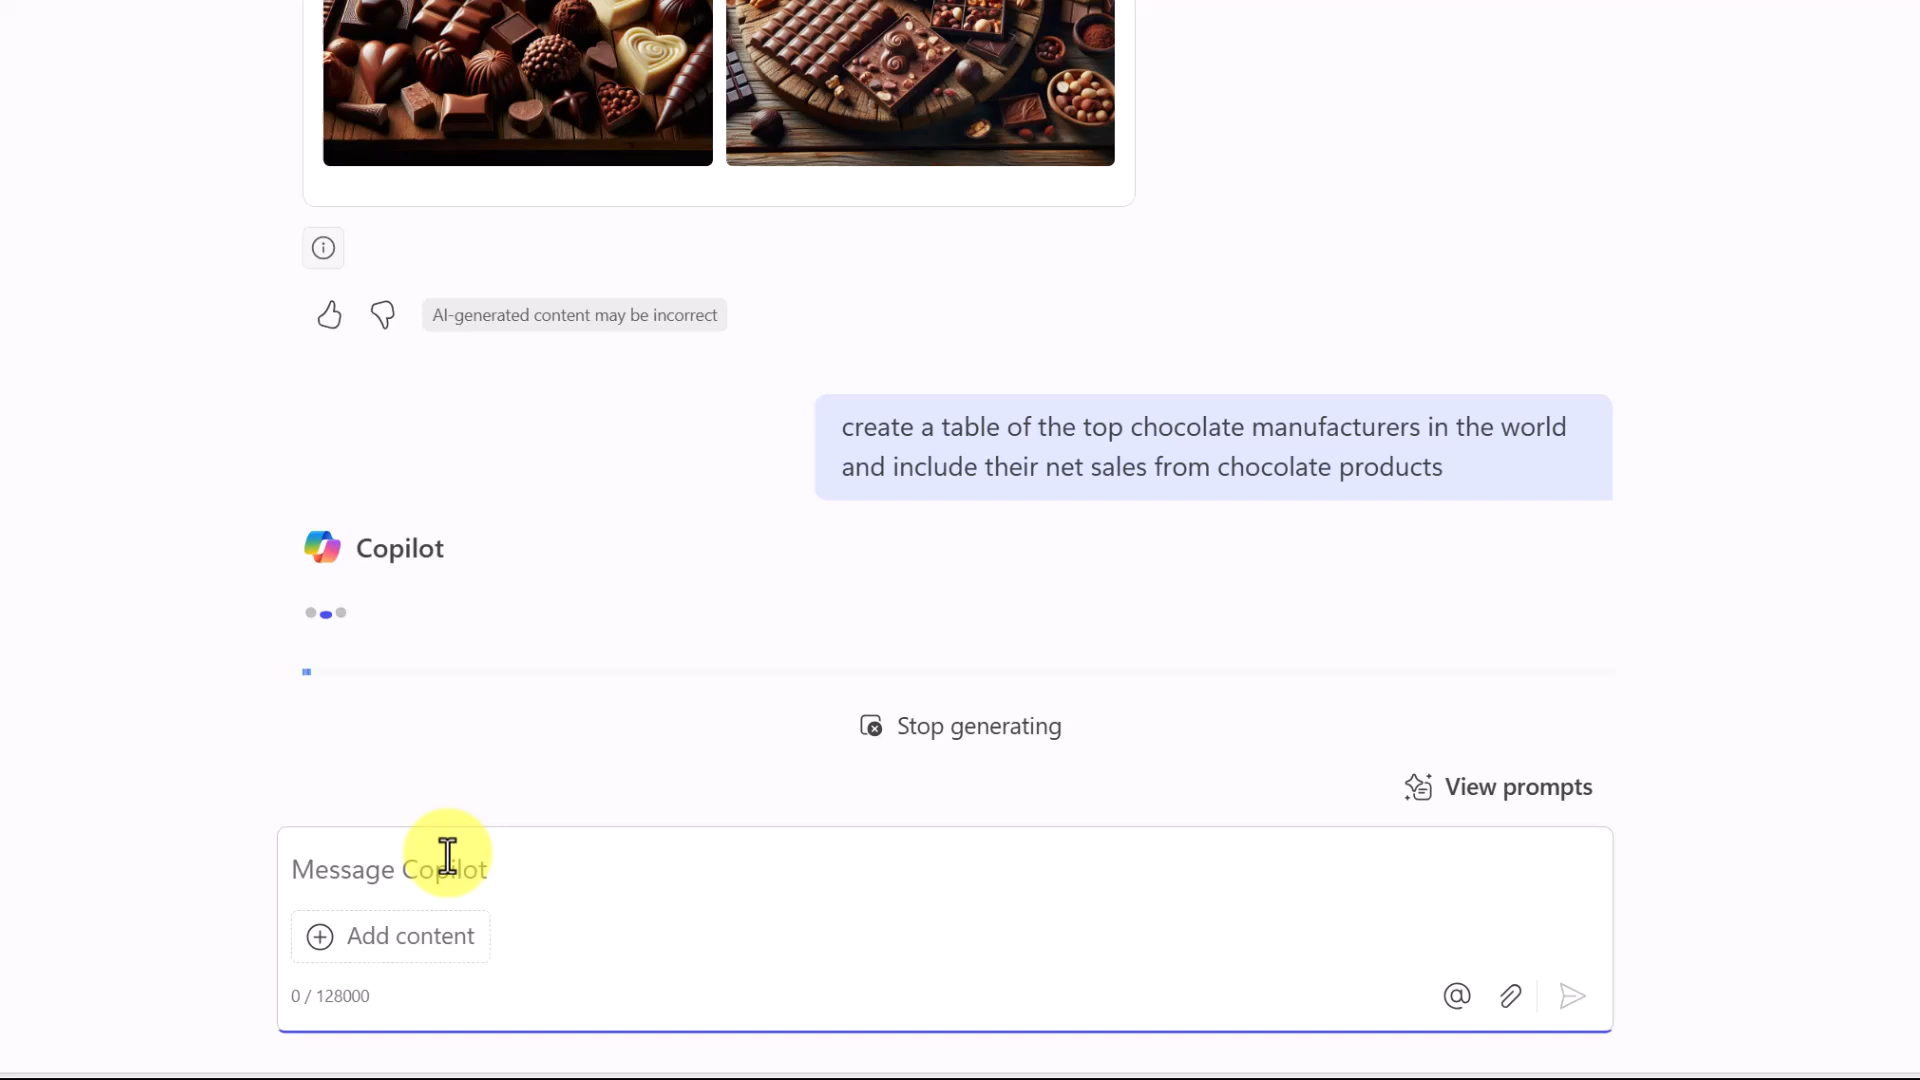 AI-generated content may be incorrect
create a table of the top chocolate manufacturers in the world
and include their net sales from chocolate products
Copilot
Stop generating
View prompts
Message Copilot
Add content
0 / 128000